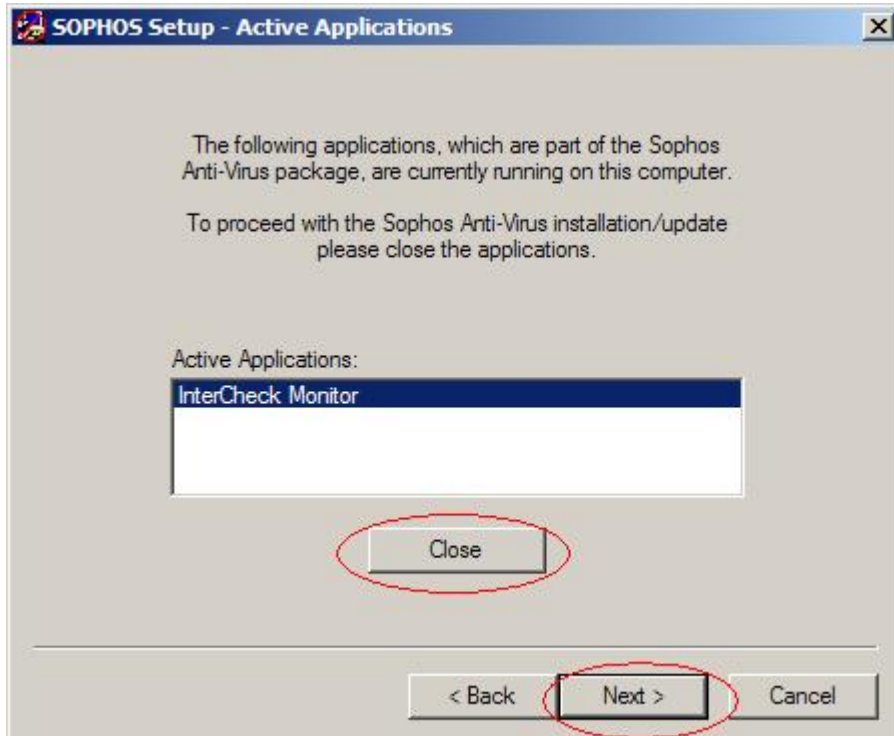 SOPHOS Setup - Active Applications
The following applications, which are part of the Sophos
Anti-Virus package, are currently running on this computer.
To proceed with the Sophos Anti-Virus installation/update
please close the applications.
Active Applications:
InterCheck Monitor
Close
< Back Next > Cancel